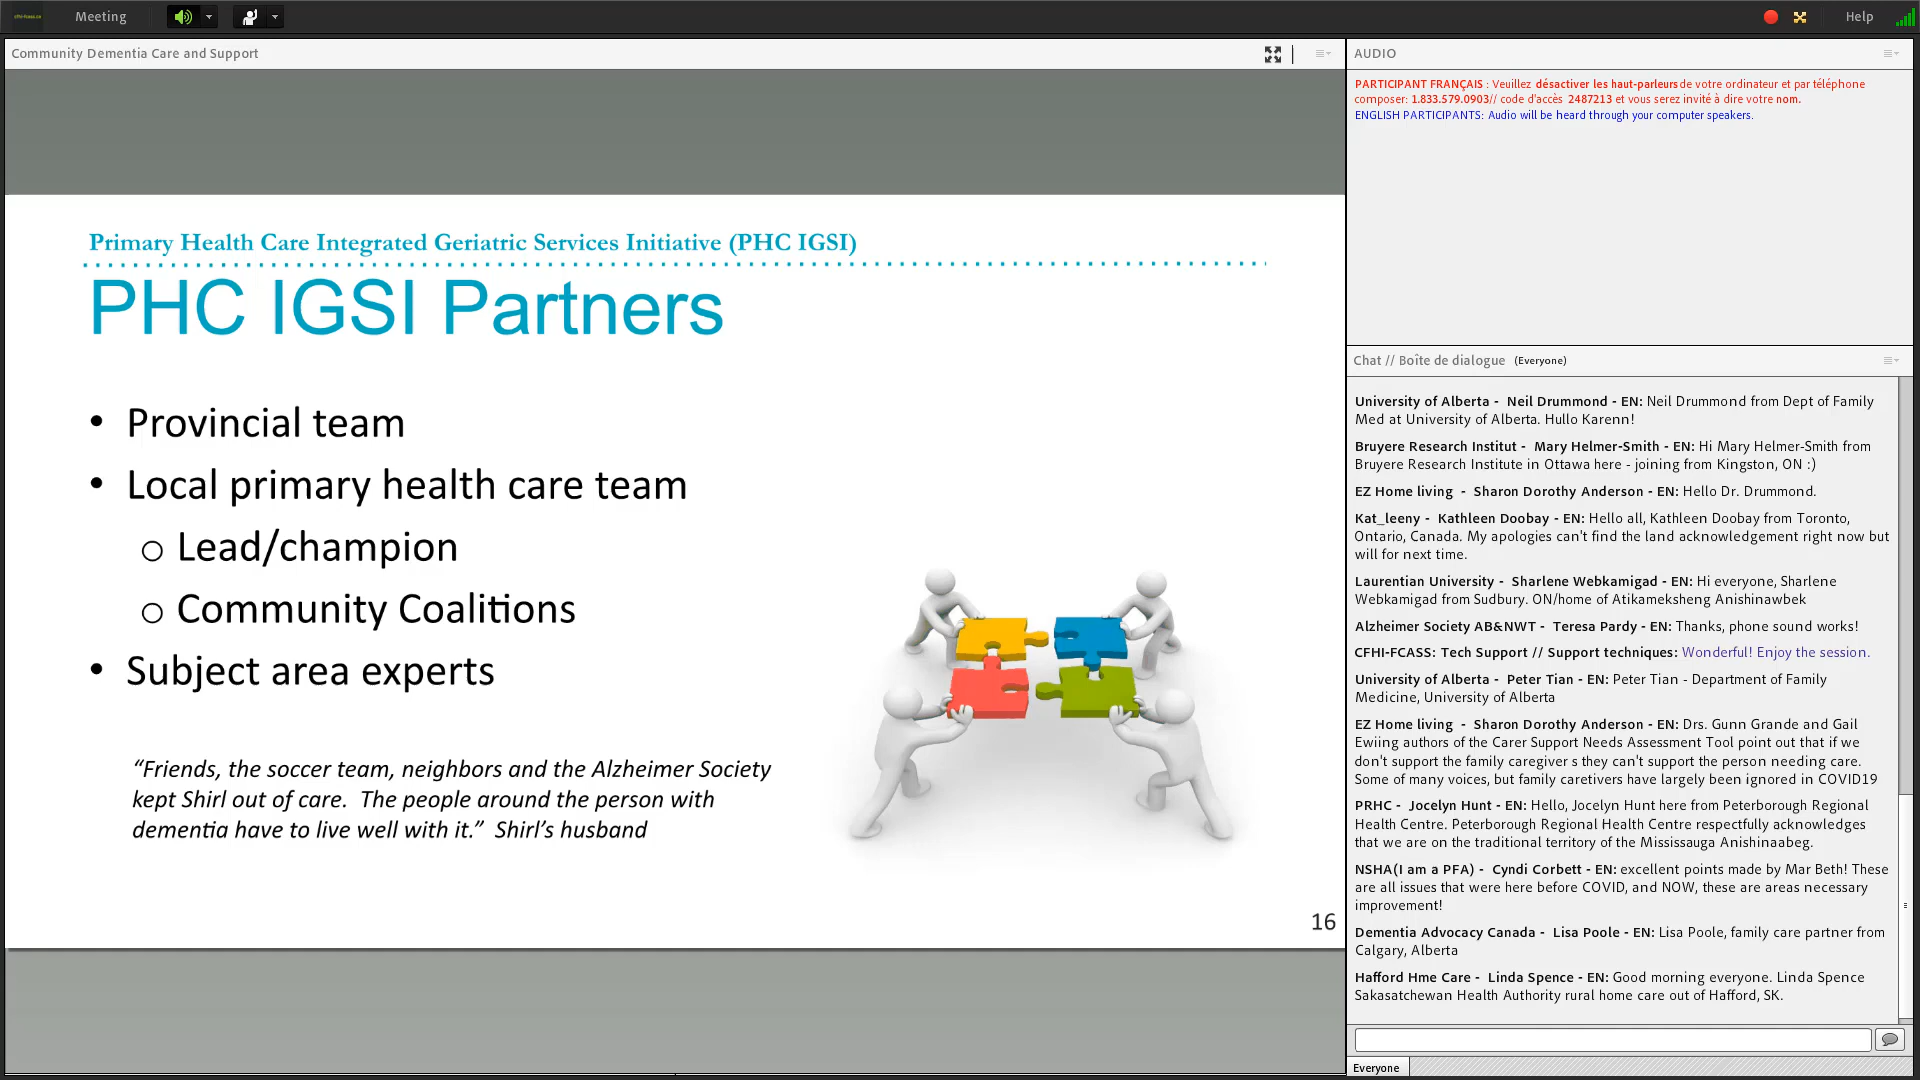 Meeting
Help
Community Dementia Care and Support
Primary Health Care Integrated Geriatric Services Initiative (PHC IGSI)
PHC IGSI Partners
• Provincial team
• Local primary health care team
o Lead/champion
o Community Coalitions
• Subject area experts
“Friends, the soccer team, neighbors and the Alzheimer Society
kept Shirl out of care. The people around the person with
dementia have to live well with it.” Shirl’s husband
16
AUDIO
PARTICIPANT FRANÇAIS : Veuillez désactiver les haut-parleurs de votre ordinateur et par téléphone
composer: 1.833.579.0903// code d'accès 2487213 et vous serez invité à dire votre nom.
ENGLISH PARTICIPANTS: Audio will be heard through your computer speakers.
Chat // Boîte de dialogue (Everyone)
University of Alberta - Neil Drummond - EN: Neil Drummond from Dept of Family
Med at University of Alberta. Hullo Karenn!
Bruyere Research Institut - Mary Helmer-Smith - EN: Hi Mary Helmer-Smith from
Bruyere Research Institute in Ottawa here - joining from Kingston, ON :)
EZ Home living - Sharon Dorothy Anderson - EN: Hello Dr. Drummond.
Kat_leeny - Kathleen Doobay - EN: Hello all, Kathleen Doobay from Toronto,
Ontario, Canada. My apologies can't find the land acknowledgement right now but
will for next time.
Laurentian University - Sharlene Webkamigad - EN: Hi everyone, Sharlene
Webkamigad from Sudbury. ON/home of Atikameksheng Anishinawbek
Alzheimer Society AB&NWT - Teresa Pardy - EN: Thanks, phone sound works!
CFHI-FCASS: Tech Support // Support techniques: Wonderful! Enjoy the session.
University of Alberta - Peter Tian - EN: Peter Tian - Department of Family
Medicine, University of Alberta
EZ Home living - Sharon Dorothy Anderson - EN: Drs. Gunn Grande and Gail
Ewiing authors of the Carer Support Needs Assessment Tool point out that if we
don't support the family caregiver s they can't support the person needing care.
Some of many voices, but family caretivers have largely been ignored in COVID19
PRHC - Jocelyn Hunt - EN: Hello, Jocelyn Hunt here from Peterborough Regional
Health Centre. Peterborough Regional Health Centre respectfully acknowledges
that we are on the traditional territory of the Mississauga Anishinaabeg.
NSHA(I am a PFA) - Cyndi Corbett - EN: excellent points made by Mar Beth! These
are all issues that were here before COVID, and NOW, these are areas necessary
improvement!
Dementia Advocacy Canada - Lisa Poole - EN: Lisa Poole, family care partner from
Calgary, Alberta
Hafford Hme Care - Linda Spence - EN: Good morning everyone. Linda Spence
Sakasatchewan Health Authority rural home care out of Hafford, SK.
Everyone